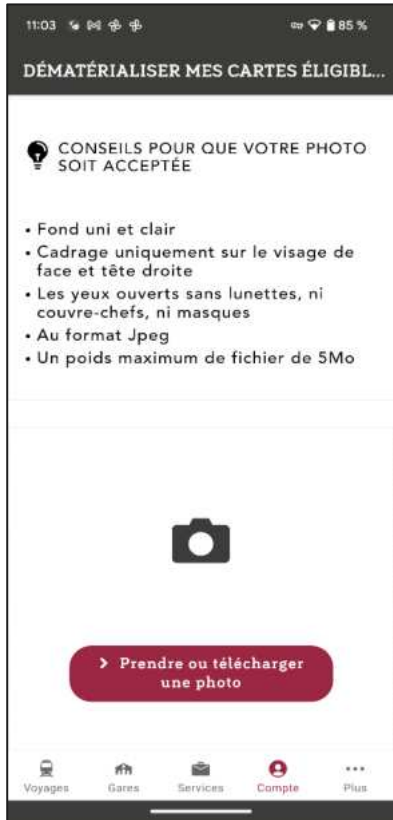 11:03 85 %
DÉMATÉRIALISER MES CARTES ÉLIGIBL...
CONSEILS POUR QUE VOTRE PHOTO
SOIT ACCEPTÉE
• Fond uni et clair
• Cadrage uniquement sur le visage de
face et tête droite
• Les yeux ouverts sans lunettes, ni
couvre-chefs, ni masques
• Au format Jpeg
• Un poids maximum de fichier de 5Mo
> Prendre ou télécharger
une photo
Voyages Gares Services Compte Plus